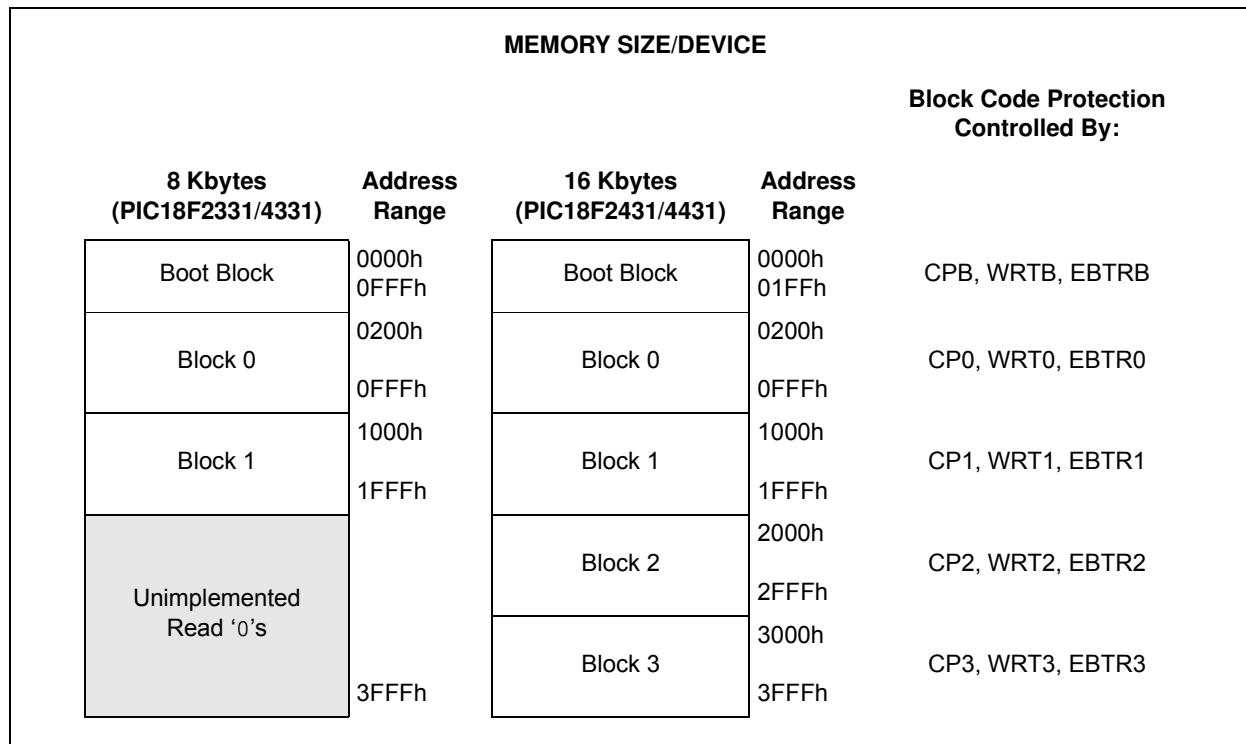 MEMORY SIZE/DEVICE
Block Code Protection
Controlled By:
8 Kbytes
(PIC18F2331/4331)
Address
Range
16 Kbytes
(PIC18F2431/4431)
Address
Range
Boot Block
0000h
0FFFh
Boot Block
0000h
01FFh
CPB, WRTB, EBTRB
Block 0
0200h
0FFFh
Block 0
0200h
0FFFh
CP0, WRT0, EBTR0
Block 1
1000h
1FFFh
Block 1
1000h
1FFFh
CP1, WRT1, EBTR1
Unimplemented
Read ‘0’s
3FFFh
Block 2
2000h
2FFFh
CP2, WRT2, EBTR2
Block 3
3000h
3FFFh
CP3, WRT3, EBTR3